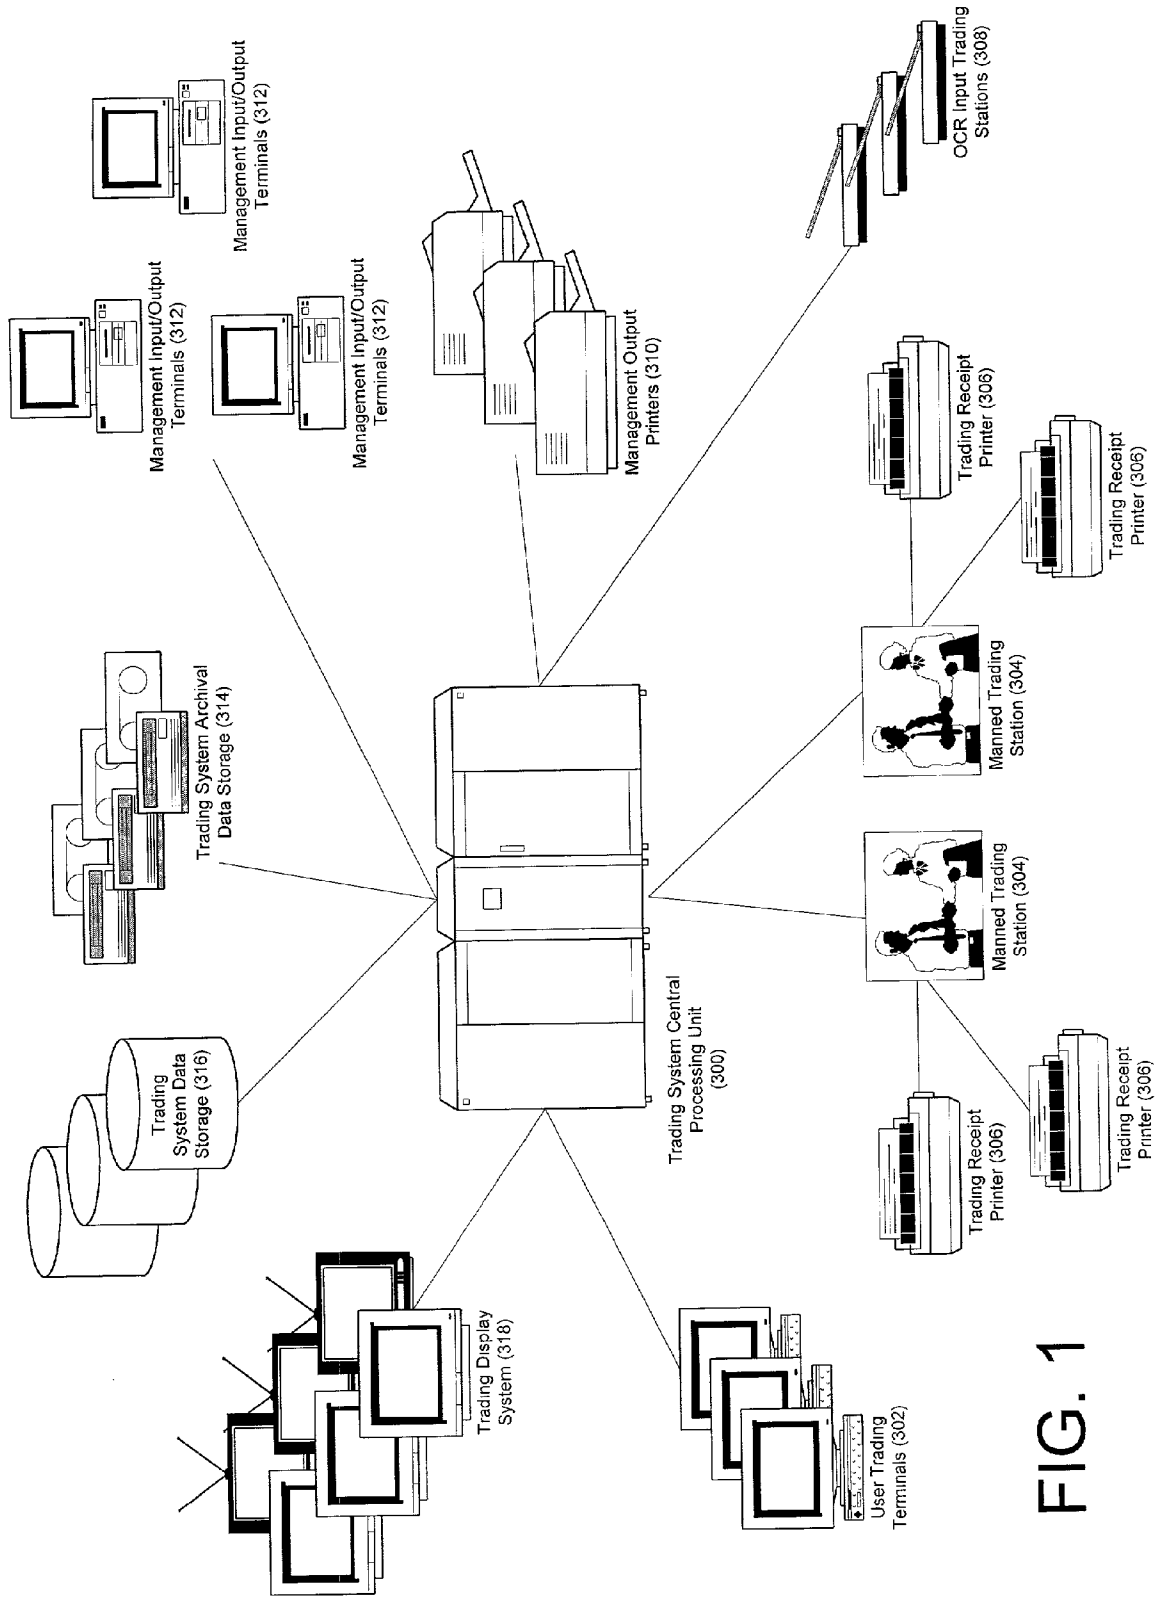 Management Input/Output
Terminals (312)
Management Input/Output
Terminals (312)
Management Input/Output
Terminals (312)
Trading System Archival
Data Storage (314)
Trading
System Data
Storage (316)
Management Output
Printers (310)
OCR Input Trading
Stations (308)
Trading System Central
Processing Unit
(300)
Trading Display
System (318)
User Trading
Terminals (302)
Manned Trading
Station (304)
Manned Trading
Station (304)
Trading Receipt
Printer (306)
Trading Receipt
Printer (306)
Trading Receipt
Printer (306)
Trading Receipt
Printer (306)
FIG. 1